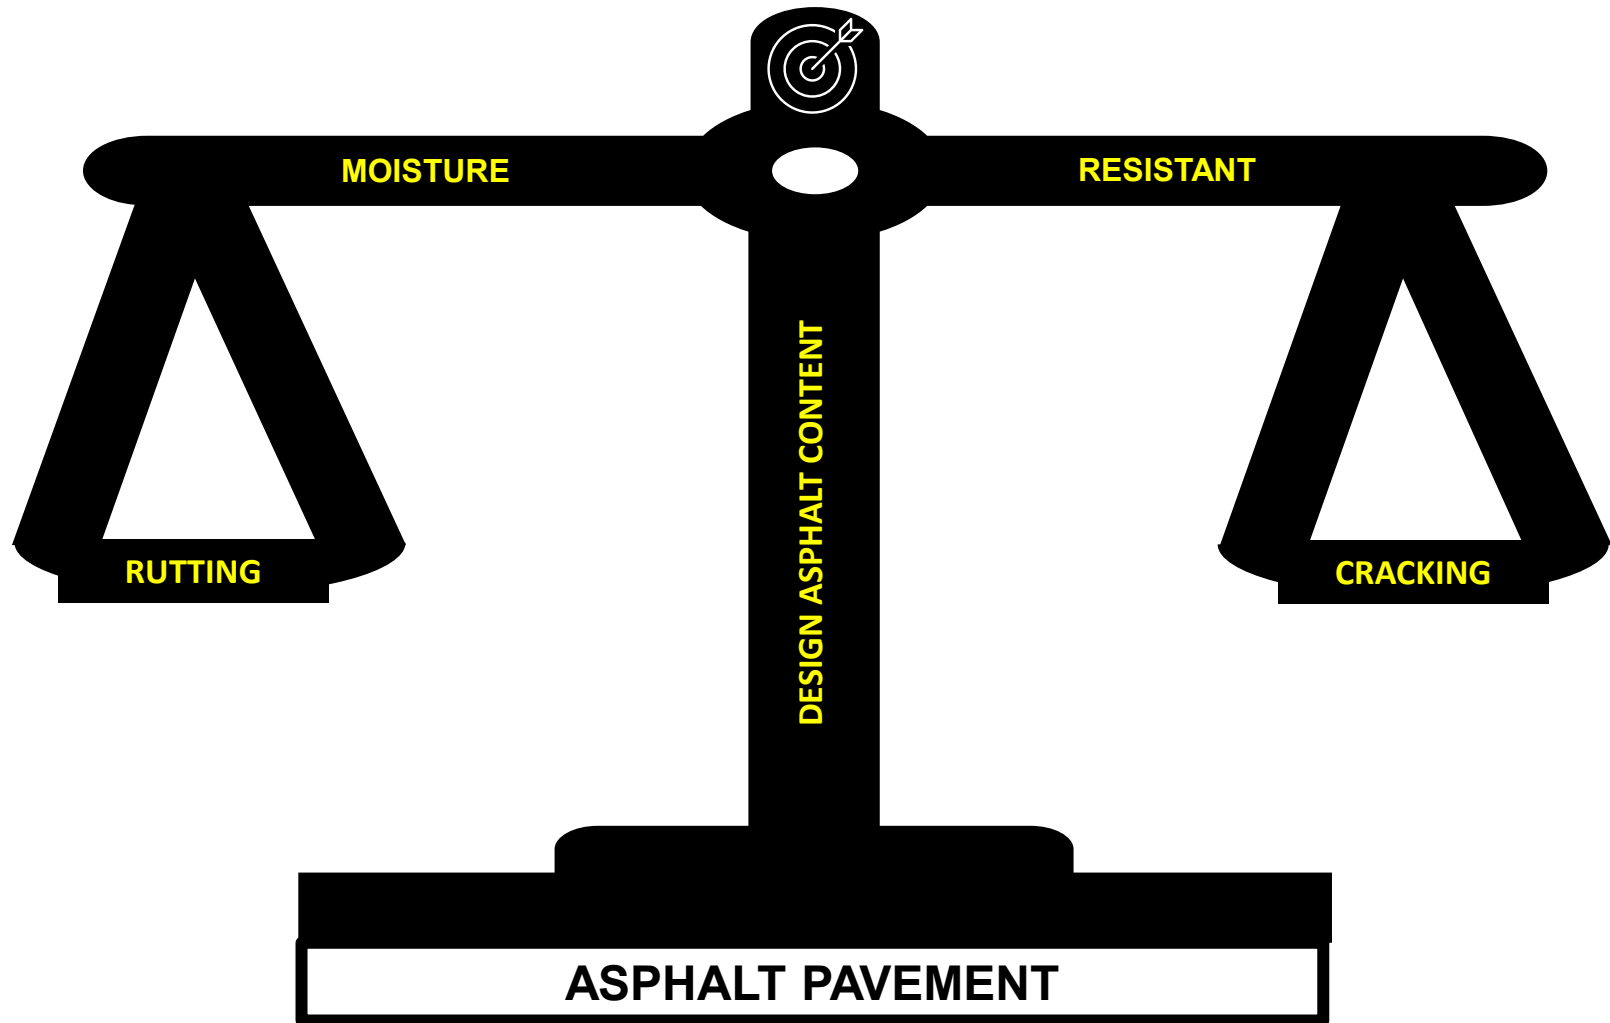 MOISTURE
RESISTANT
DESIGN ASPHALT CONTENT
RUTTING
CRACKING
ASPHALT PAVEMENT